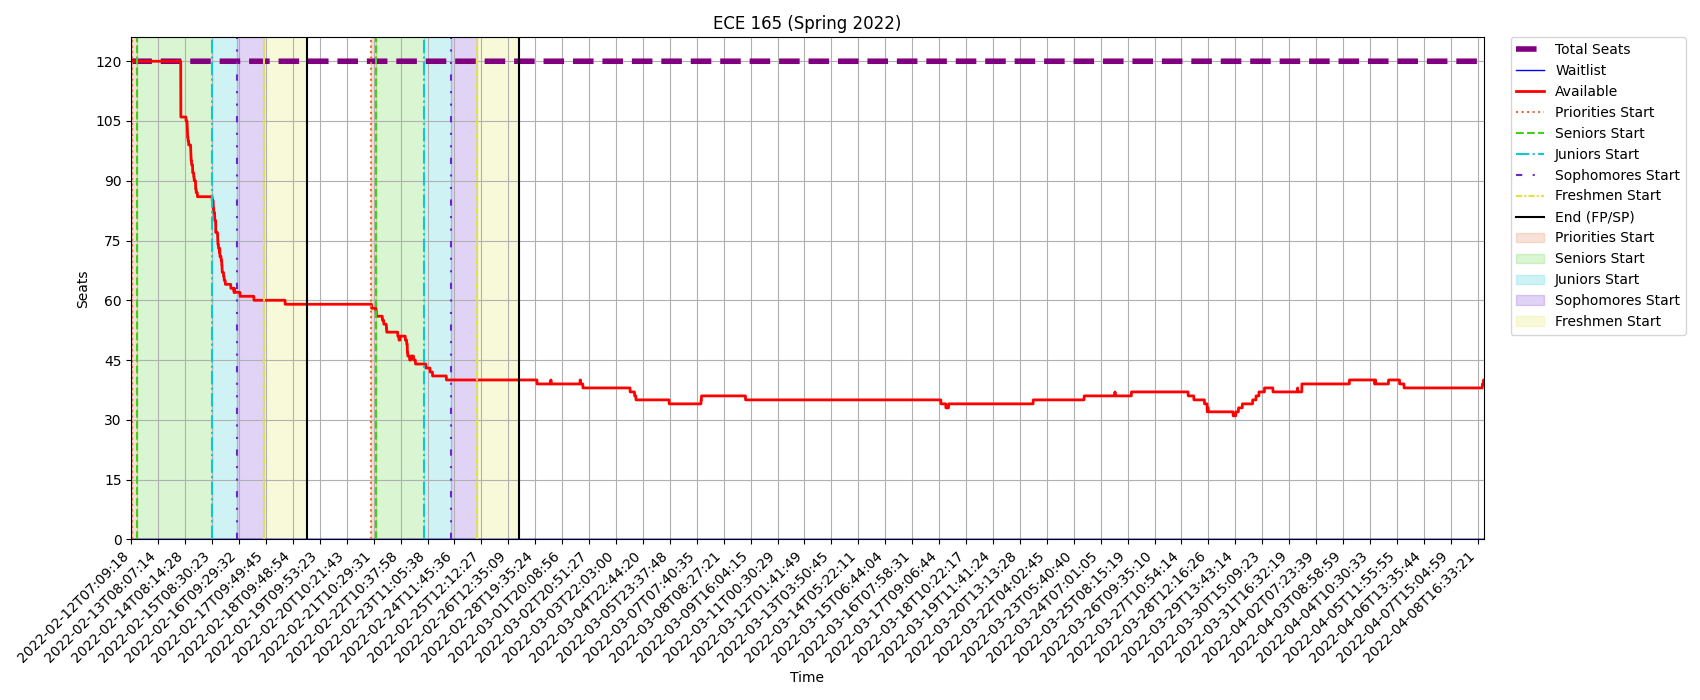 ECE 165 (Spring 2022)
Seats
120
105
90
75
60
45
30
15
0
2022-02-12T07:09:18
2022-02-13T08:07:14
2022-02-14T08:14:28
2022-02-15T08:30:23
2022-02-16T09:29:32
2022-02-17T09:49:45
2022-02-18T09:48:54
2022-02-19T09:53:23
2022-02-20T10:21:43
2022-02-21T10:29:31
2022-02-22T10:37:58
2022-02-23T11:05:38
2022-02-24T11:45:36
2022-02-25T12:12:27
2022-02-26T12:35:09
2022-02-28T19:35:24
2022-03-01T20:08:56
2022-03-02T20:51:27
2022-03-03T22:03:00
2022-03-04T22:44:20
2022-03-05T23:37:48
2022-03-07T07:40:35
2022-03-08T08:27:21
2022-03-09T16:04:15
2022-03-11T00:30:29
2022-03-12T01:41:49
2022-03-13T03:50:45
2022-03-14T05:22:11
2022-03-15T06:44:04
2022-03-16T07:58:31
2022-03-17T09:06:44
2022-03-18T10:22:17
2022-03-19T11:41:24
2022-03-20T13:13:28
2022-03-22T04:02:45
2022-03-23T05:40:40
2022-03-24T07:01:05
2022-03-25T08:15:19
2022-03-26T09:35:10
2022-03-27T10:54:14
2022-03-28T12:16:26
2022-03-29T13:43:14
2022-03-30T15:09:23
2022-03-31T16:32:19
2022-04-02T07:23:39
2022-04-03T08:58:59
2022-04-04T10:30:33
2022-04-05T11:55:55
2022-04-06T13:35:44
2022-04-07T15:04:59
2022-04-08T16:33:21
Time
Total Seats
Waitlist
Available
Priorities Start
Seniors Start
Juniors Start
Sophomores Start
Freshmen Start
End (FP/SP)
Priorities Start
Seniors Start
Juniors Start
Sophomores Start
Freshmen Start